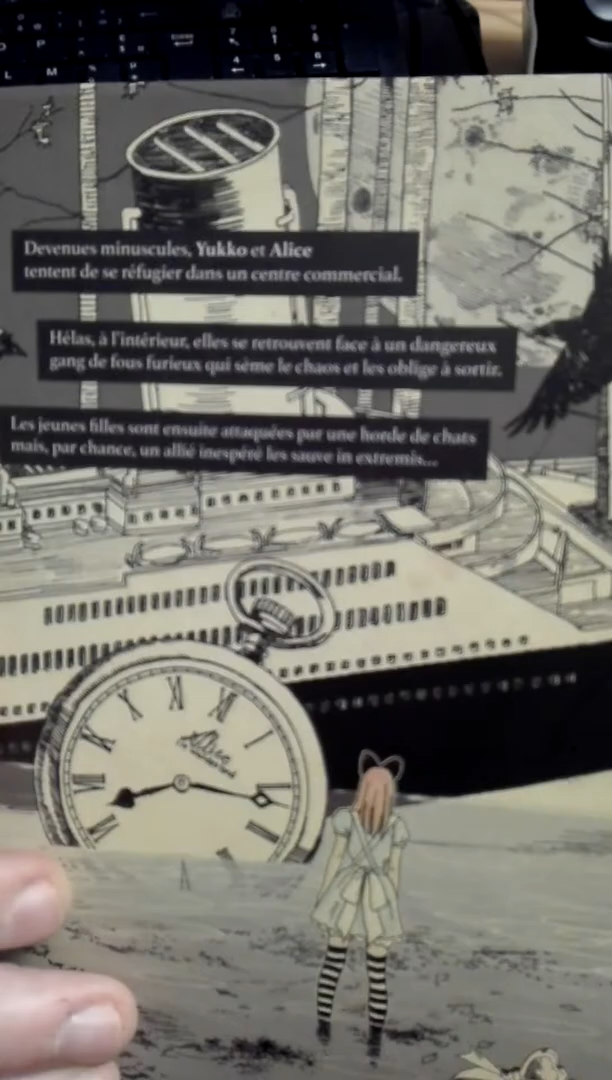 Devenues minuscules, Yukko et Alice
tentent de se réfugier dans un centre commercial.
Hélas, à l'intérieur, elles se retrouvent face à un dangereux
gang de fous furieux qui sème le chaos et les oblige à sortir.
Les jeunes filles sont ensuite attaquées par une horde de chats
mais, par chance, un allié inespéré les sauve in extremis...
Alice